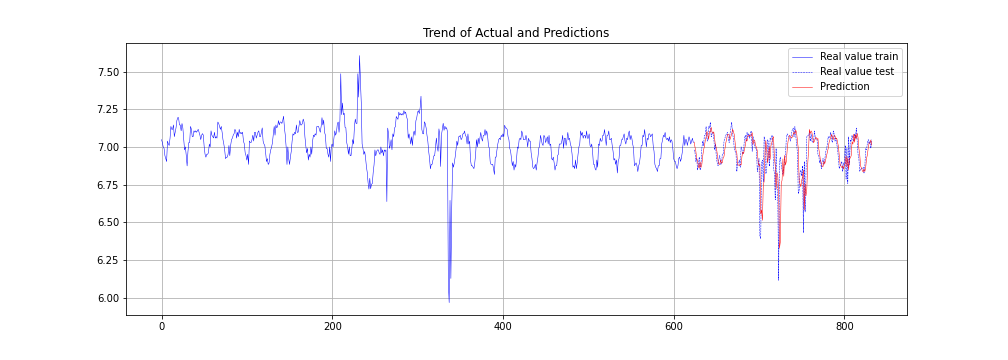 Trend of Actual and Predictions
Real value train
Real value test
Prediction
7.50
7.25
7.00
6.75
6.50
6.25
6.00
0 200 400 600 800